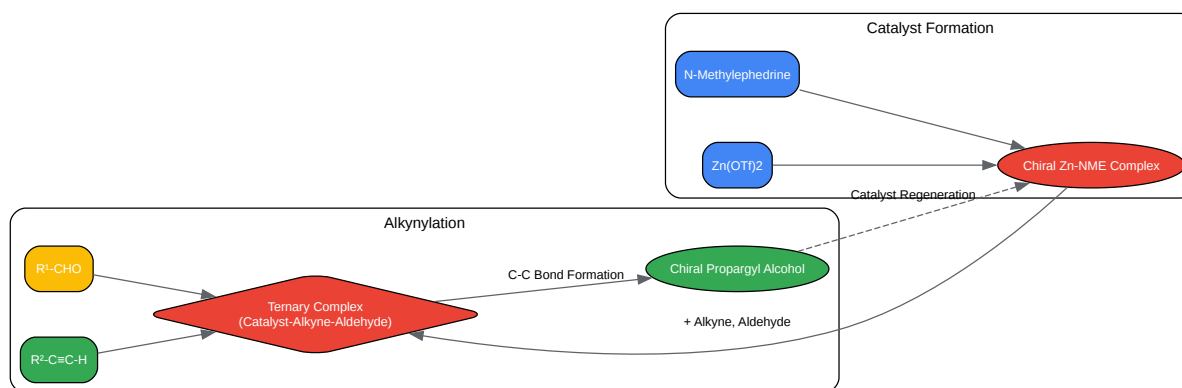 Catalyst Formation
N-Methylephedrine
Zn(OTf)2
Chiral Zn-NME Complex
Catalyst Regeneration
Alkynylation
R¹-CHO
R²-C≡C-H
Ternary Complex
(Catalyst-Alkyne-Aldehyde)
C-C Bond Formation
Chiral Propargyl Alcohol
+ Alkyne, Aldehyde